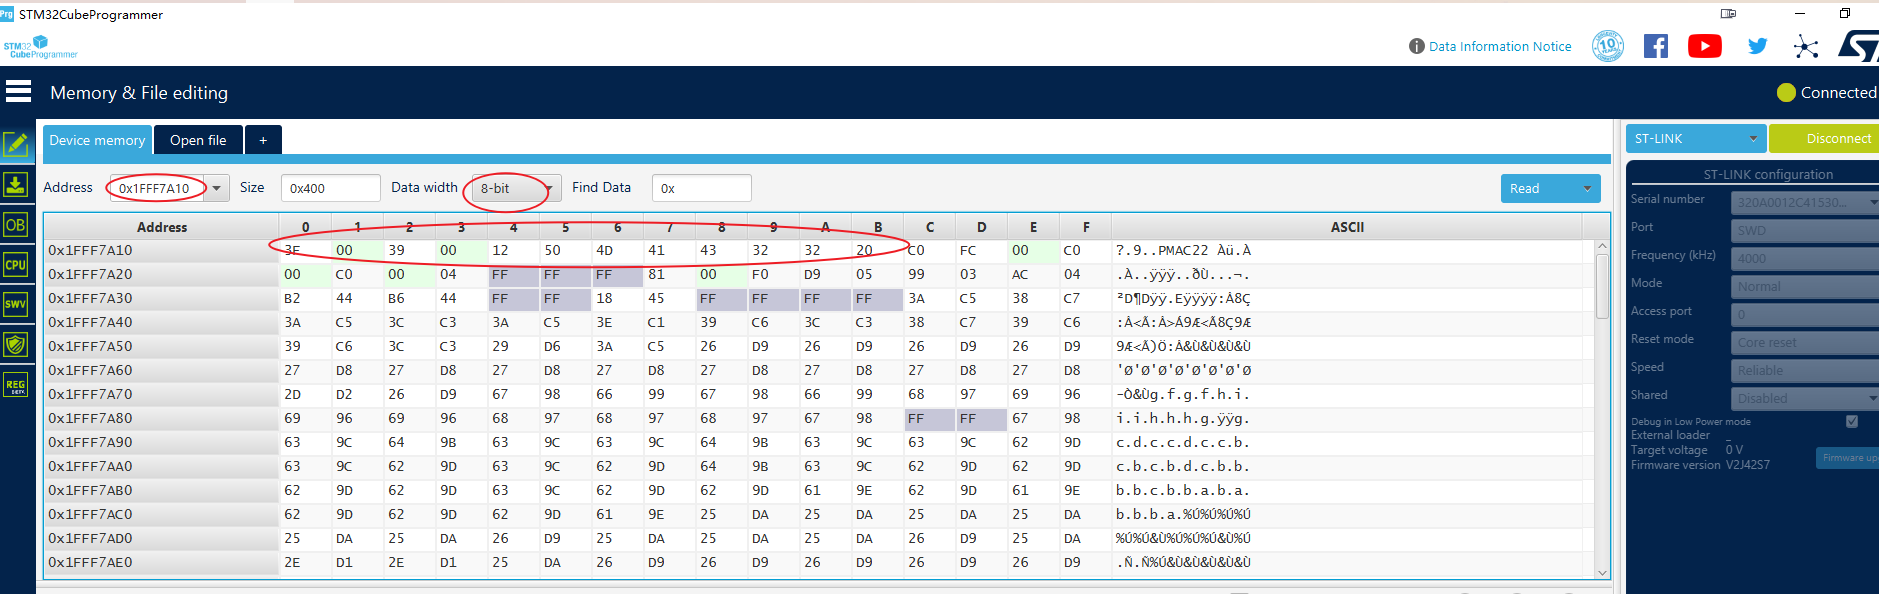 Prg STM32CubeProgrammer
STM32
CubeProgrammer
Data Information Notice
10
Memory & File editing
Connected
Device memory
Open file
+
ST-LINK
Disconnect
Address 0x1FFF7A10 Size 0x400 Data width 8-bit Find Data 0x Read
ST-LINK configuration
Serial number 320A0012C41530...
Port SWD
Frequency (kHz) 4000
Mode Normal
Access port 0
Reset mode Core reset
Speed Reliable
Shared Disabled
Debug in Low Power mode
External loader _
Target voltage 0 V
Firmware version V2J42S7
Firmware up
OB
CPU
SWV
REG
Address 0 1 2 3 4 5 6 7 8 9 A B C D E F ASCII
0x1FFF7A10 3E 00 39 00 12 50 4D 41 43 32 32 20 C0 FC 00 C0 ?.9..PMAC22 Àü.À
0x1FFF7A20 00 C0 00 04 FF FF FF 81 00 F0 D9 05 99 03 AC 04 .À..ÿÿÿ..ðÙ...¬.
0x1FFF7A30 B2 44 B6 44 FF FF 18 45 FF FF FF FF 3A C5 38 C7 ²D¶Dÿÿ.Eÿÿÿÿ:Å8Ç
0x1FFF7A40 3A C5 3C C3 3A C5 3E C1 39 C6 3C C3 38 C7 39 C6 :Å<Ã:Å>Á9Æ<Ã8Ç9Æ
0x1FFF7A50 39 C6 3C C3 29 D6 3A C5 26 D9 26 D9 26 D9 26 D9 9Æ<Ã)Ö:Å&Ù&Ù&Ù&Ù
0x1FFF7A60 27 D8 27 D8 27 D8 27 D8 27 D8 27 D8 27 D8 27 D8 'Ø'Ø'Ø'Ø'Ø'Ø'Ø'Ø
0x1FFF7A70 2D D2 26 D9 67 98 66 99 67 98 66 99 68 97 69 96 -Ò&Ùg.f.g.f.h.i.
0x1FFF7A80 69 96 69 96 68 97 68 97 68 97 67 98 FF FF 67 98 i.i.h.h.h.g.ÿÿg.
0x1FFF7A90 63 9C 64 9B 63 9C 63 9C 64 9B 63 9C 63 9C 62 9D c.d.c.c.d.c.c.b.
0x1FFF7AA0 63 9C 62 9D 63 9C 62 9D 64 9B 63 9C 62 9D 62 9D c.b.c.b.d.c.b.b.
0x1FFF7AB0 62 9D 62 9D 63 9C 62 9D 62 9D 61 9E 62 9D 61 9E b.b.c.b.b.a.b.a.
0x1FFF7AC0 62 9D 62 9D 62 9D 61 9E 25 DA 25 DA 25 DA 25 DA b.b.b.a.%Ú%Ú%Ú%Ú
0x1FFF7AD0 25 DA 25 DA 26 D9 25 DA 25 DA 25 DA 26 D9 25 DA %Ú%Ú&Ù%Ú%Ú%Ú&Ù%Ú
0x1FFF7AE0 2E D1 2E D1 25 DA 26 D9 26 D9 26 D9 26 D9 26 D9 .Ñ.Ñ%Ú&Ù&Ù&Ù&Ù&Ù